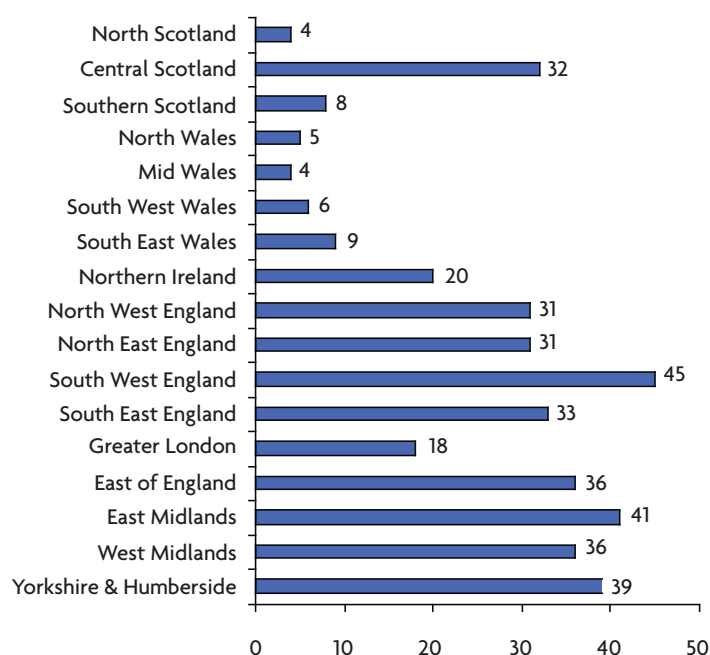 North Scotland 4
Central Scotland 32
Southern Scotland 8
North Wales 5
Mid Wales 4
South West Wales 6
South East Wales 9
Northern Ireland 20
North West England 31
North East England 31
South West England 45
South East England 33
Greater London 18
East of England 36
East Midlands 41
West Midlands 36
Yorkshire & Humberside 39
0 10 20 30 40 50